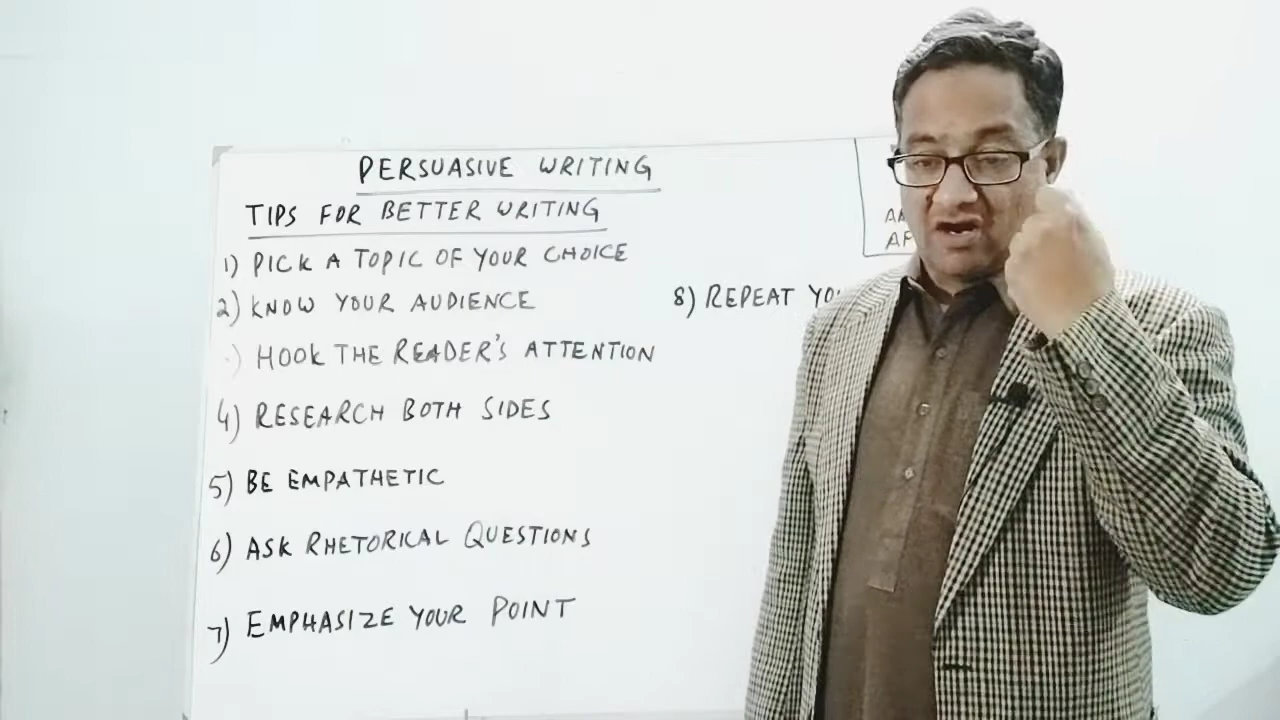 PERSUASIVE WRITING
TIPS FOR BETTER WRITING
1) PICK A TOPIC OF YOUR CHOICE
2) KNOW YOUR AUDIENCE
) HOOK THE READER'S ATTENTION
4) RESEARCH BOTH SIDES
5) BE EMPATHETIC
6) ASK RHETORICAL QUESTIONS
7) EMPHASIZE YOUR POINT
8) REPEAT